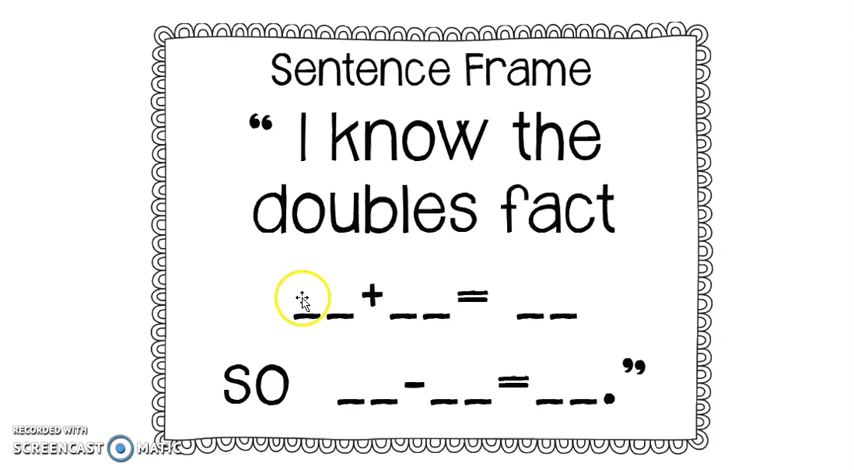 Sentence Frame
“ I know the
doubles fact
__+__= __
so __-__=__.”
RECORDED WITH
SCREENCAST MATIC